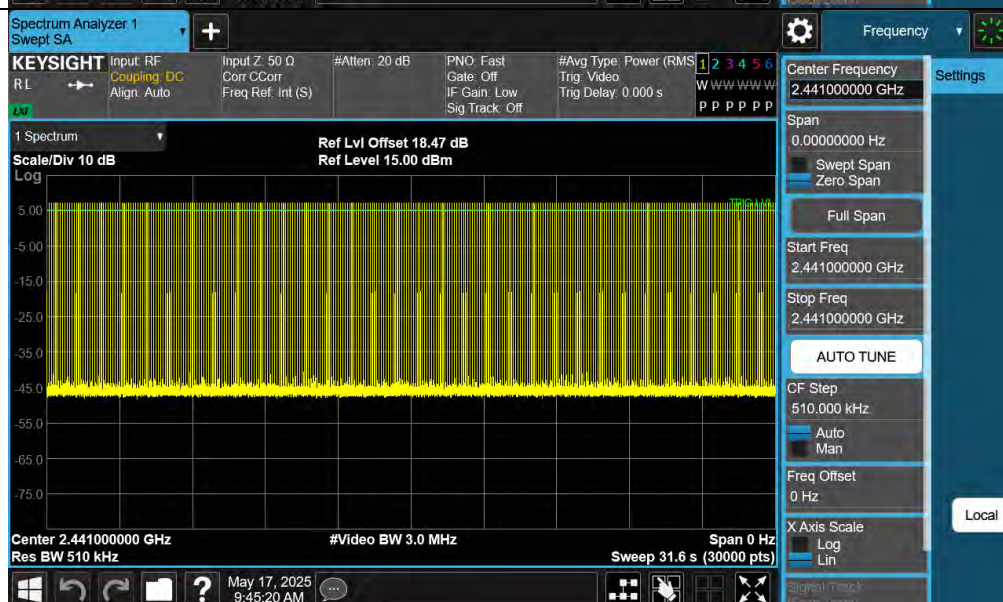 Spectrum Analyzer 1
Swept SA
+
Frequency
KEYSIGHT
RL
LXI
Input: RF
Coupling: DC
Align: Auto
Input Z: 50 Ω
Corr CCorr
Freq Ref: Int (S)
#Atten: 20 dB
PNO: Fast
Gate: Off
IF Gain: Low
Sig Track: Off
#Avg Type: Power (RMS
Trig: Video
Trig Delay: 0.000 s
1 2 3 4 5 6
W W W W W W
P P P P P P
1 Spectrum
Scale/Div 10 dB
Ref Lvl Offset 18.47 dB
Ref Level 15.00 dBm
Log
TRIG LVL
5.00
-5.00
-15.0
-25.0
-35.0
-45.0
-55.0
-65.0
-75.0
Center 2.441000000 GHz
#Video BW 3.0 MHz
Span 0 Hz
Res BW 510 kHz
Sweep 31.6 s (30000 pts)
?
May 17, 2025
9:45:20 AM
Center Frequency
2.441000000 GHz
Settings
Span
0.00000000 Hz
Swept Span
Zero Span
Full Span
Start Freq
2.441000000 GHz
Stop Freq
2.441000000 GHz
AUTO TUNE
CF Step
510.000 kHz
Auto
Man
Freq Offset
0 Hz
Local
X Axis Scale
Log
Lin
Signal Track